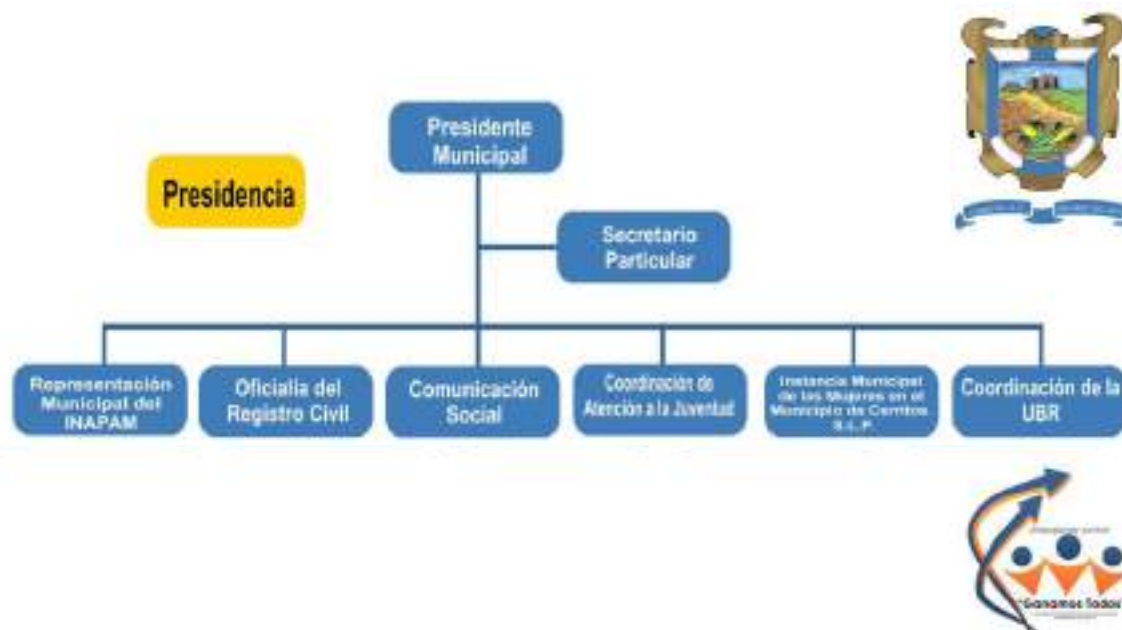 Presidente
Municipal
Presidencia
Secretario
Particular
Representación
Municipal del
INAPAM
Oficialia del
Registro Civil
Comunicación
Social
Coordinación de
Atención a la Juventud
Instancia Municipal
de las Mujeres en el
Municipio de Cerritos
S.L.P.
Coordinación de la
UBR
"Ganamos Todos"